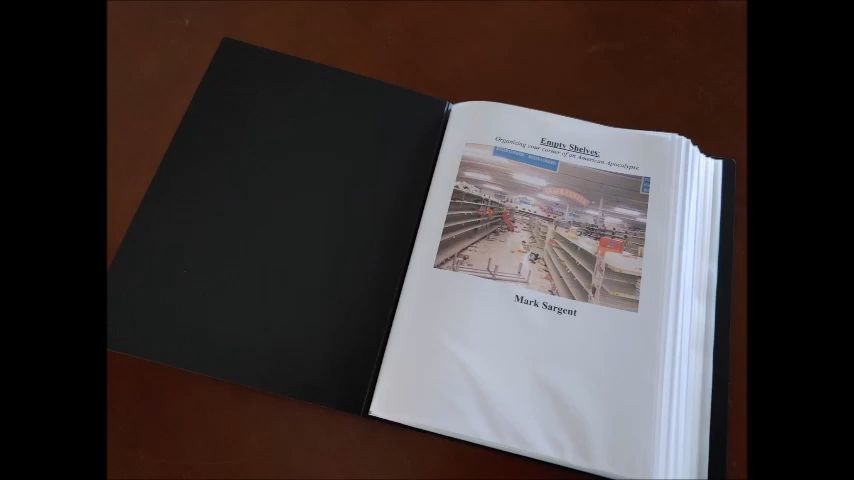 Empty Shelves:
Organizing your corner of an American Apocalypse
Mark Sargent